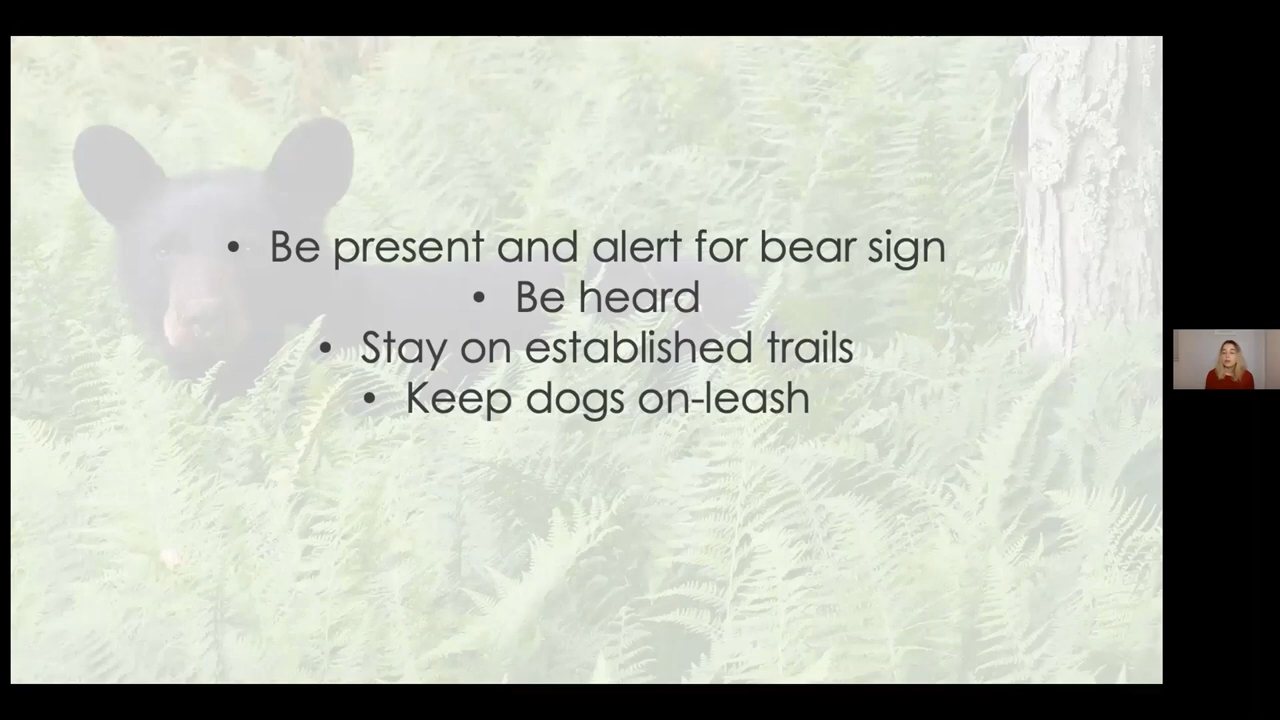 • Be present and alert for bear sign
• Be heard
• Stay on established trails
• Keep dogs on-leash